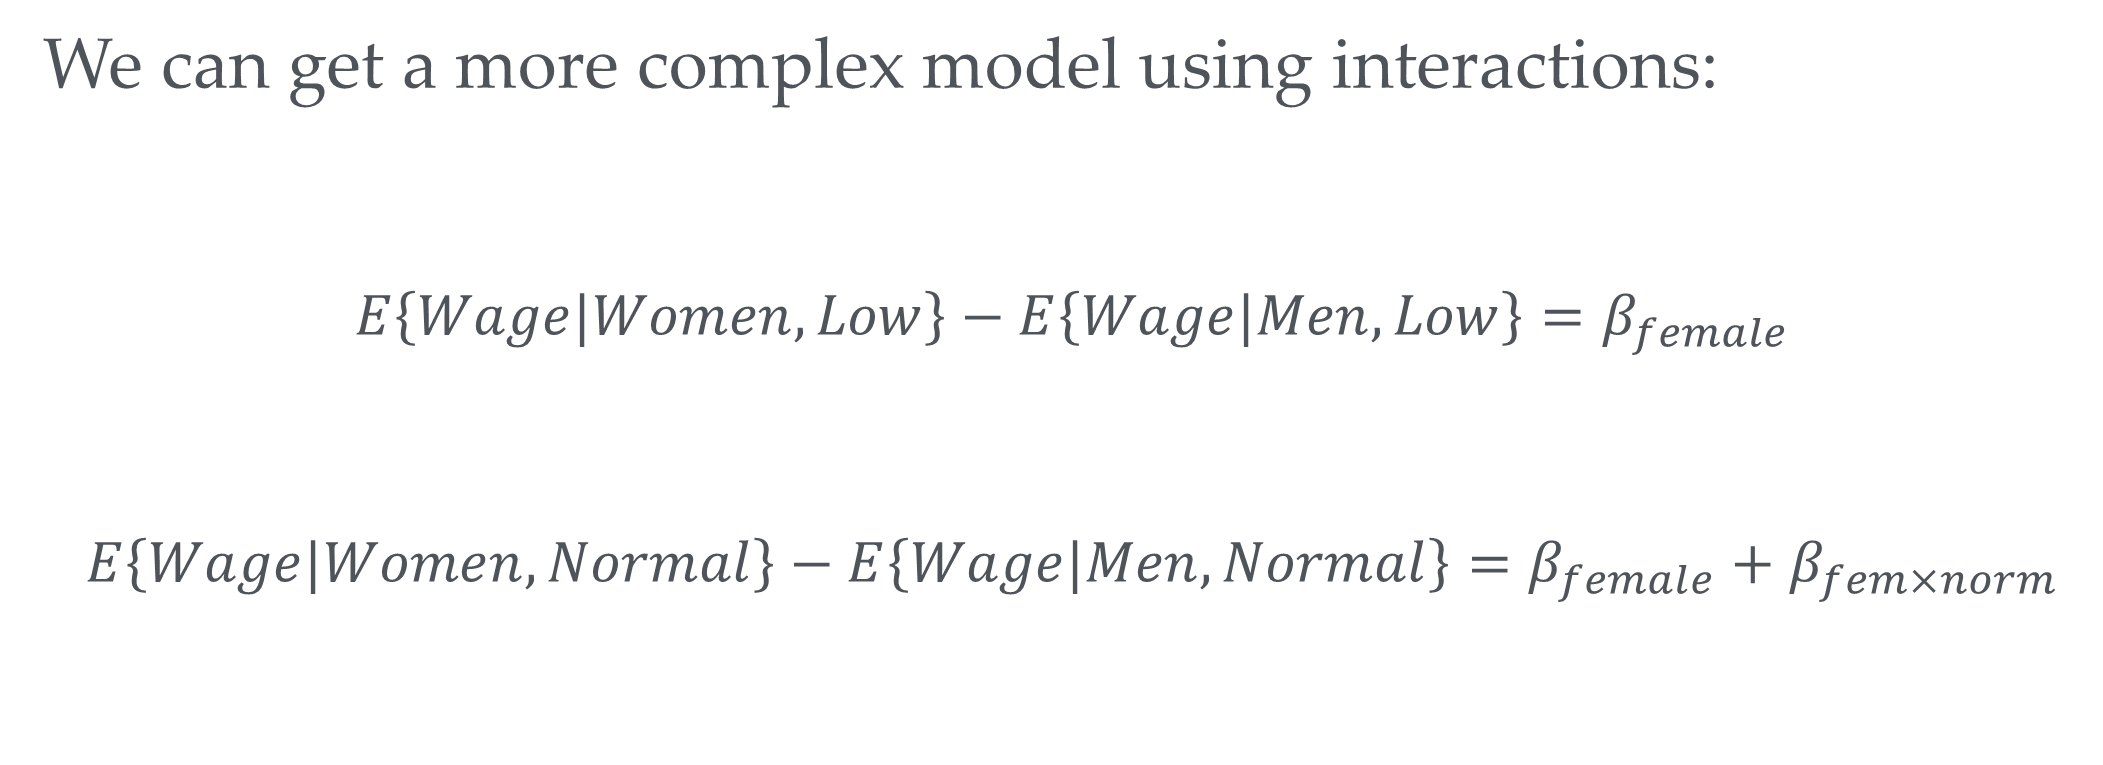 We can get a more complex model using interactions:
E{Wage|Women, Low} − E{Wage|Men, Low} = β_female
E{Wage|Women, Normal} − E{Wage|Men, Normal} = β_female + β_fem×norm